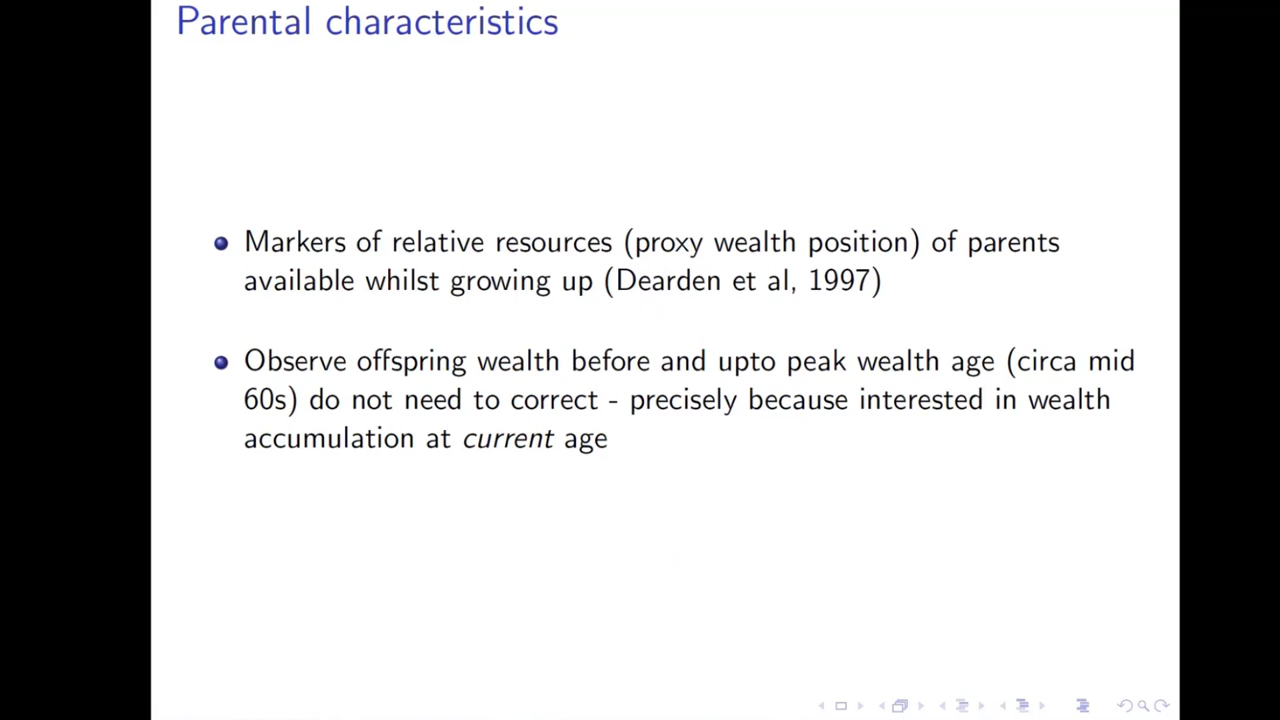 Parental characteristics
Markers of relative resources (proxy wealth position) of parents
available whilst growing up (Dearden et al, 1997)
Observe offspring wealth before and upto peak wealth age (circa mid
60s) do not need to correct - precisely because interested in wealth
accumulation at current age